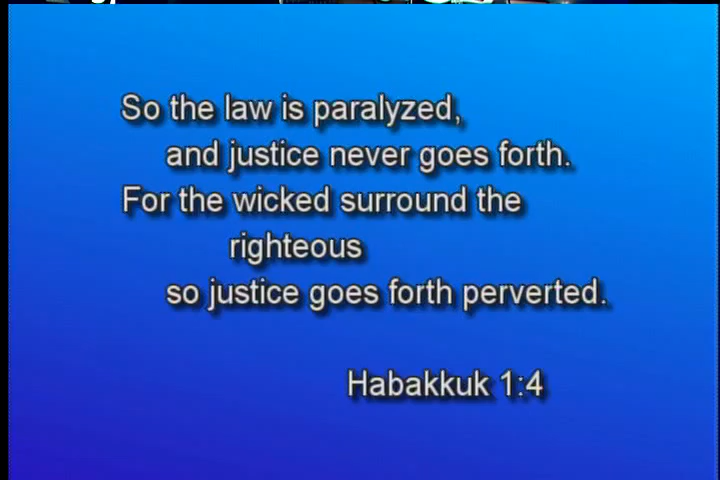 So the law is paralyzed,
and justice never goes forth.
For the wicked surround the
righteous
so justice goes forth perverted.
Habakkuk 1:4